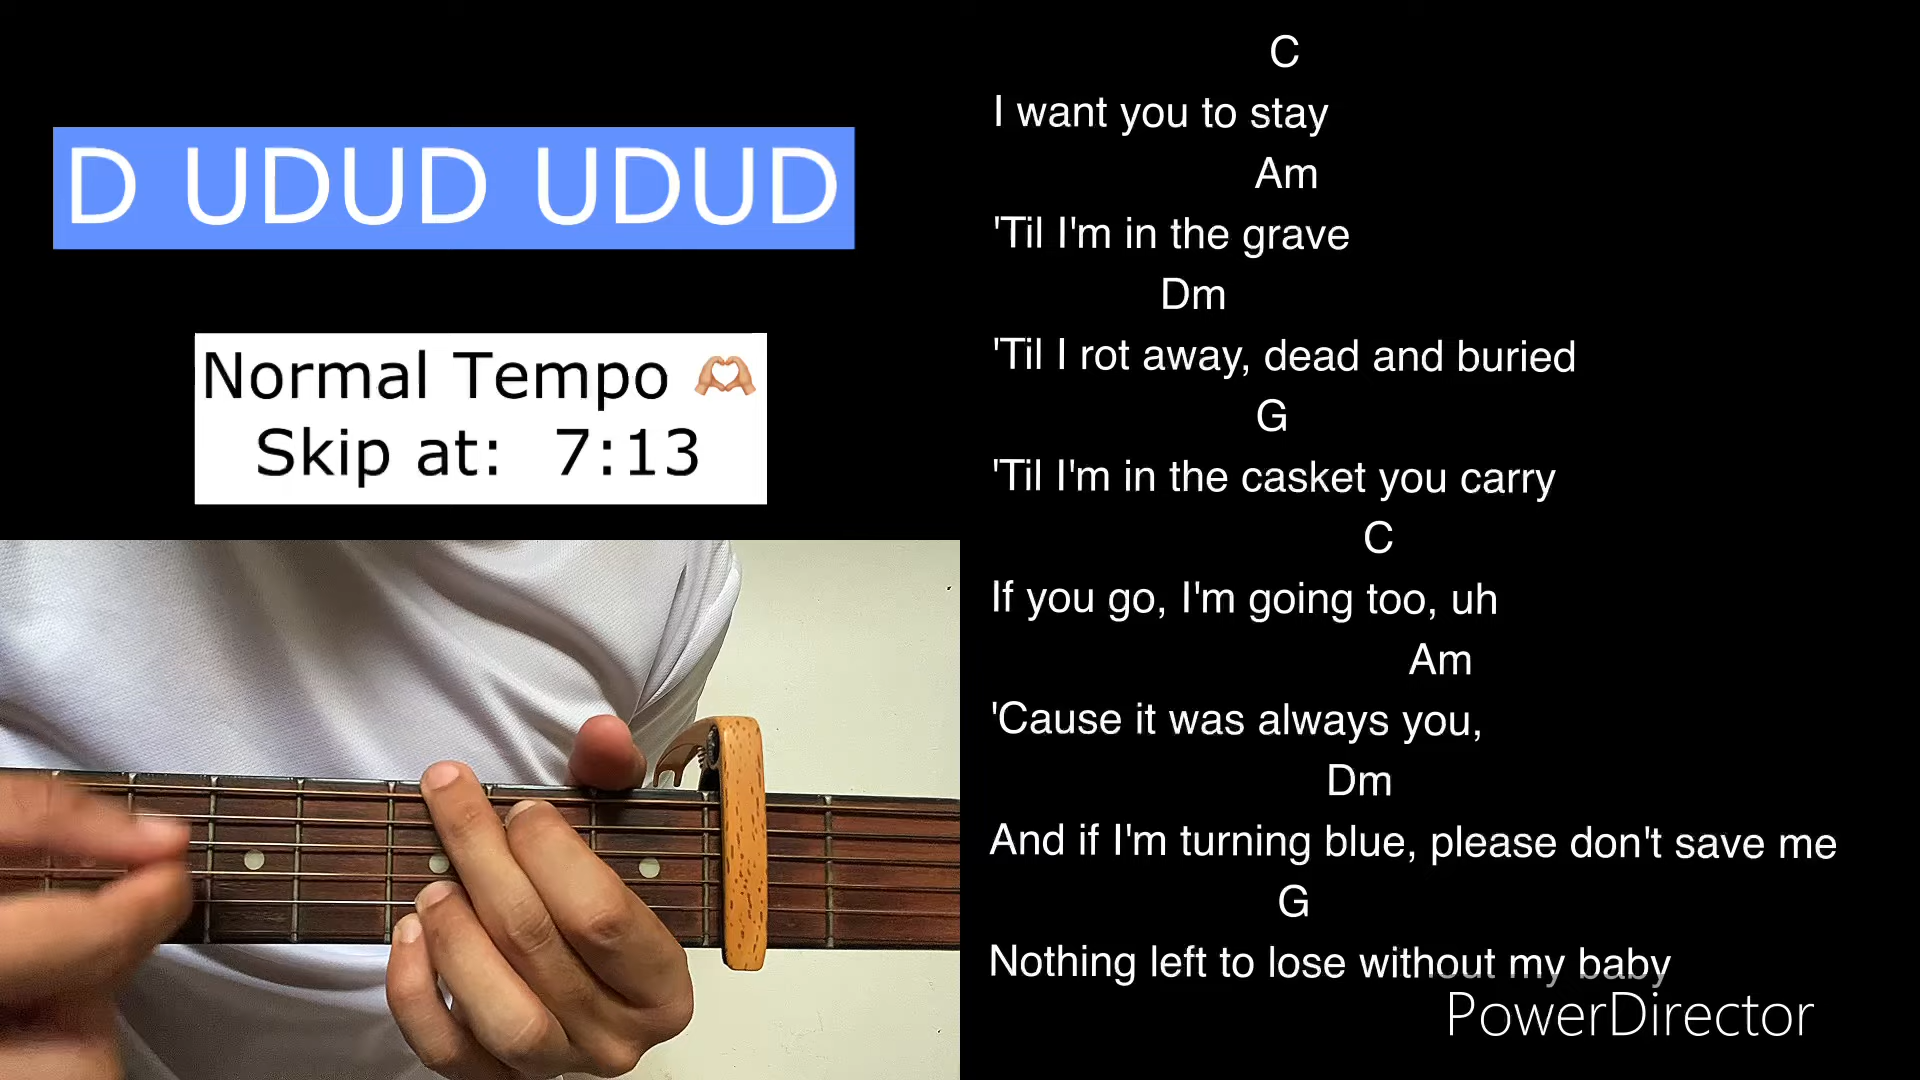 D UDUD UDUD
Normal Tempo 🫶🏼
Skip at: 7:13
C
I want you to stay
Am
'Til I'm in the grave
Dm
'Til I rot away, dead and buried
G
'Til I'm in the casket you carry
C
If you go, I'm going too, uh
Am
'Cause it was always you,
Dm
And if I'm turning blue, please don't save me
G
Nothing left to lose without my baby
PowerDirector